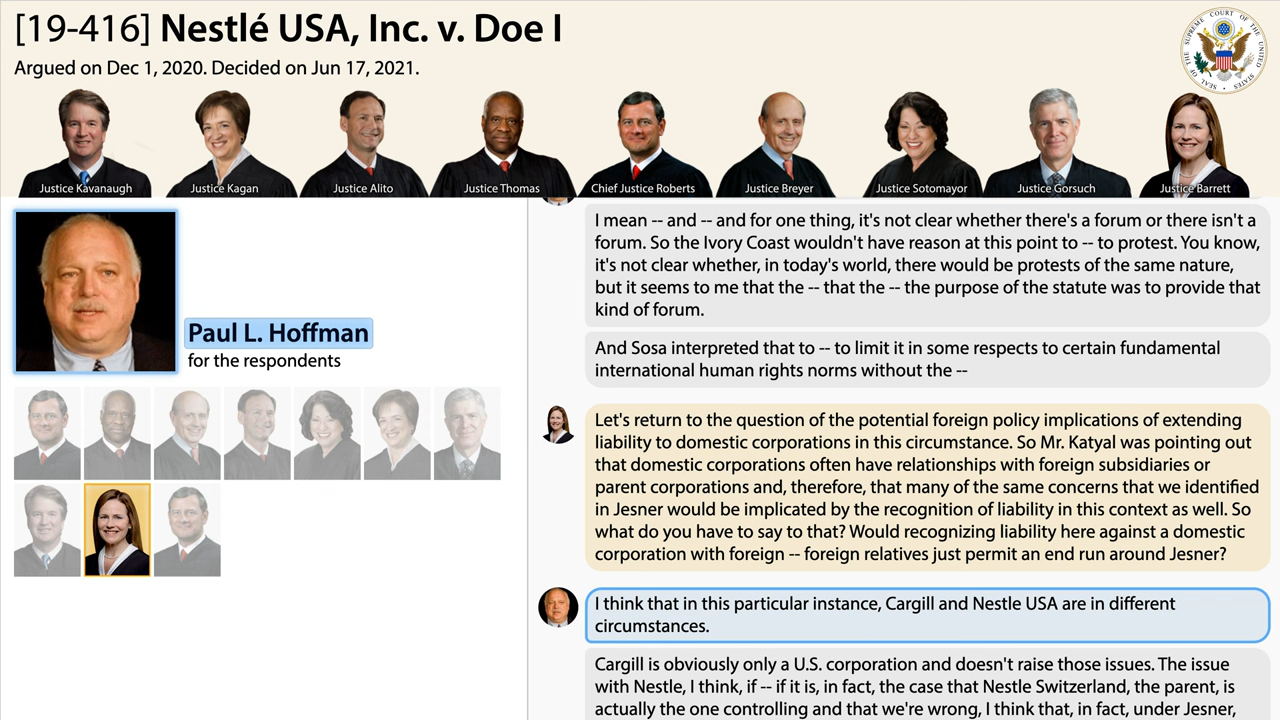 [19-416] Nestlé USA, Inc. v. Doe I
Argued on Dec 1, 2020. Decided on Jun 17, 2021.
SEAL OF THE SUPREME COURT OF THE UNITED STATES
Justice Kavanaugh
Justice Kagan
Justice Alito
Justice Thomas
Chief Justice Roberts
Justice Breyer
Justice Sotomayor
Justice Gorsuch
Justice Barrett
Paul L. Hoffman
for the respondents
I mean -- and -- and for one thing, it's not clear whether there's a forum or there isn't a
forum. So the Ivory Coast wouldn't have reason at this point to -- to protest. You know,
it's not clear whether, in today's world, there would be protests of the same nature,
but it seems to me that the -- that the -- the purpose of the statute was to provide that
kind of forum.
And Sosa interpreted that to -- to limit it in some respects to certain fundamental
international human rights norms without the --
Let's return to the question of the potential foreign policy implications of extending
liability to domestic corporations in this circumstance. So Mr. Katyal was pointing out
that domestic corporations often have relationships with foreign subsidiaries or
parent corporations and, therefore, that many of the same concerns that we identified
in Jesner would be implicated by the recognition of liability in this context as well. So
what do you have to say to that? Would recognizing liability here against a domestic
corporation with foreign -- foreign relatives just permit an end run around Jesner?
I think that in this particular instance, Cargill and Nestle USA are in different
circumstances.
Cargill is obviously only a U.S. corporation and doesn't raise those issues. The issue
with Nestle, I think, if -- if it is, in fact, the case that Nestle Switzerland, the parent, is
actually the one controlling and that we're wrong, I think that, in fact, under Jesner,